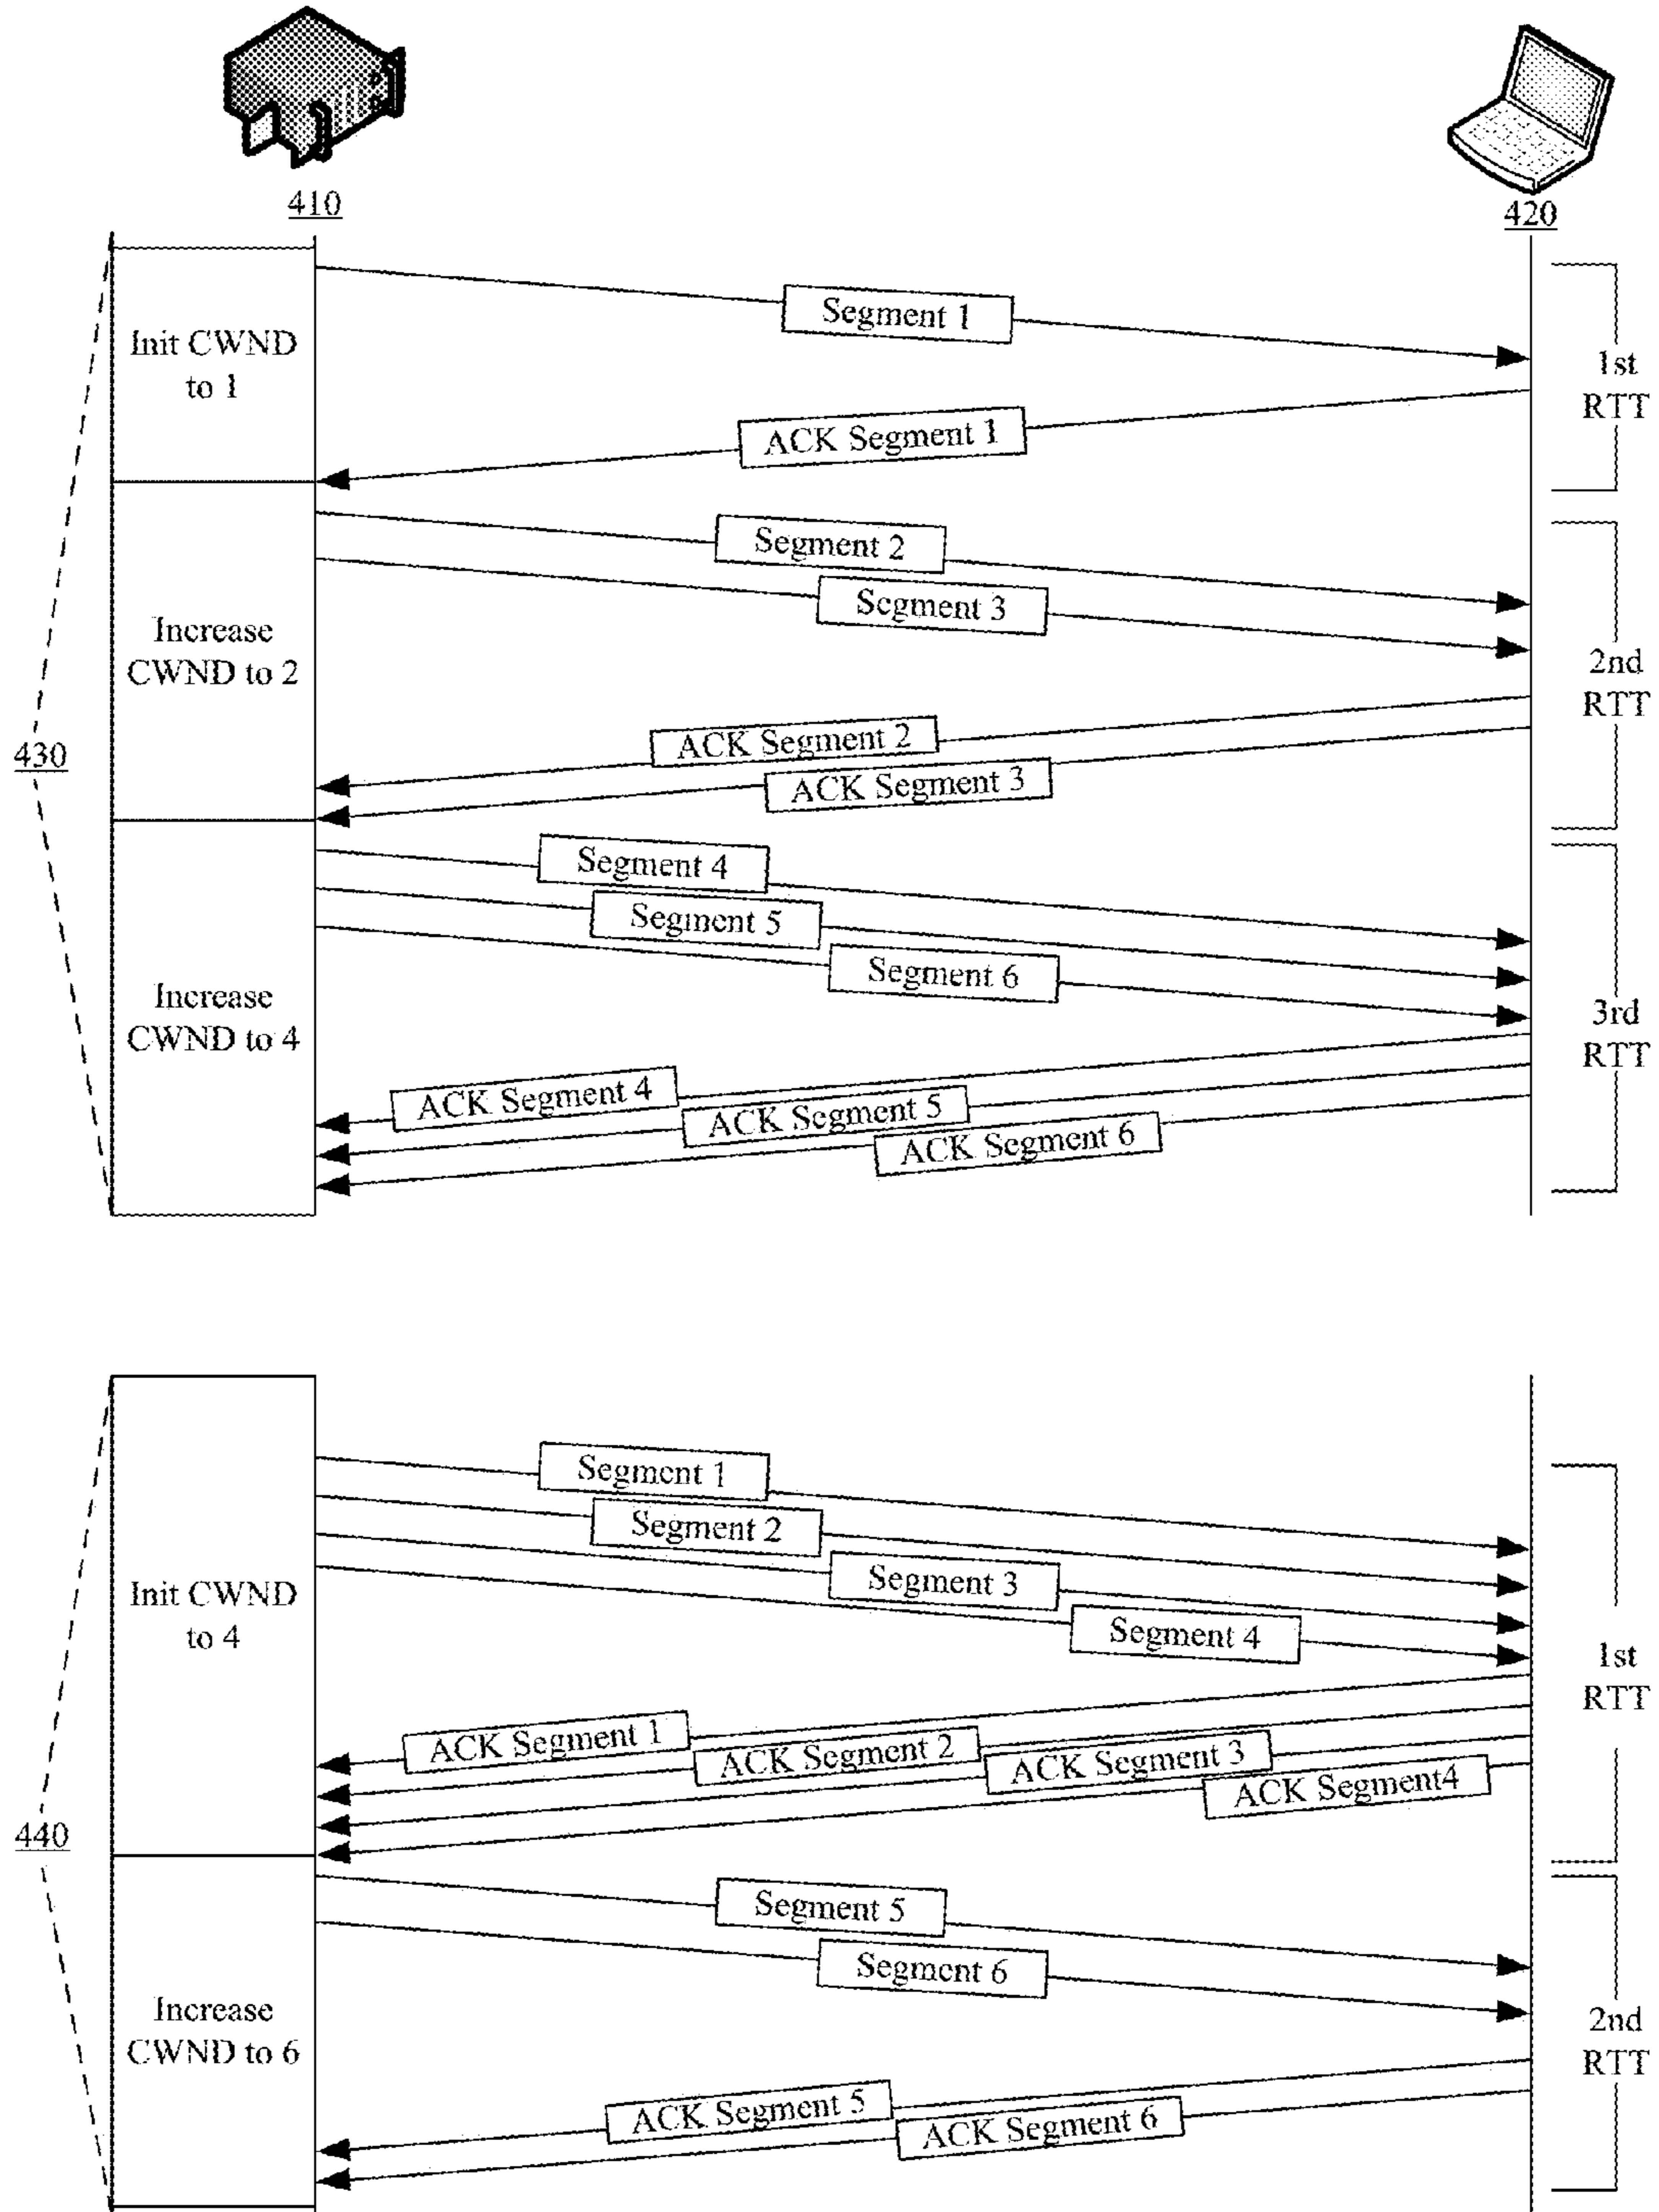 410
420
Init CWND
to 1
Segment 1
ACK Segment 1
1st
RTT
Increase
CWND to 2
Segment 2
Segment 3
ACK Segment 2
ACK Segment 3
2nd
RTT
430
Increase
CWND to 4
Segment 4
Segment 5
Segment 6
ACK Segment 4
ACK Segment 5
ACK Segment 6
3rd
RTT
Init CWND
to 4
Segment 1
Segment 2
Segment 3
Segment 4
ACK Segment 1
ACK Segment 2
ACK Segment 3
ACK Segment4
1st
RTT
440
Increase
CWND to 6
Segment 5
Segment 6
ACK Segment 5
ACK Segment 6
2nd
RTT